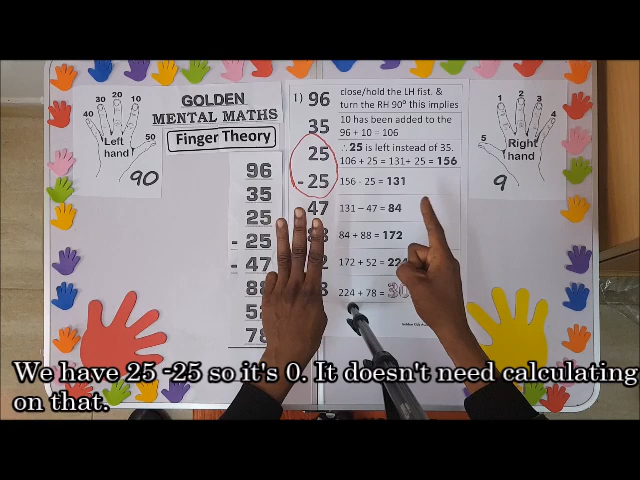 GOLDEN
MENTAL MATHS
Finger Theory
40 30 20 10 50
Left
hand
90
96
35
25
- 25
- 47
1) 96
35
25
- 25
47
close/hold the LH fist. &
turn the RH 90° this implies
10 has been added to the
96 + 10 = 106
∴ 25 is left instead of 35.
106 + 25 = 131+ 25 = 156
156 - 25 = 131
131 – 47 = 84
84 + 88 = 172
172 + 52 = 224
224 + 78 =
1 2 3 4 5
Right
hand
9
We have 25 -25 so it's 0. It doesn't need calculating
on that.